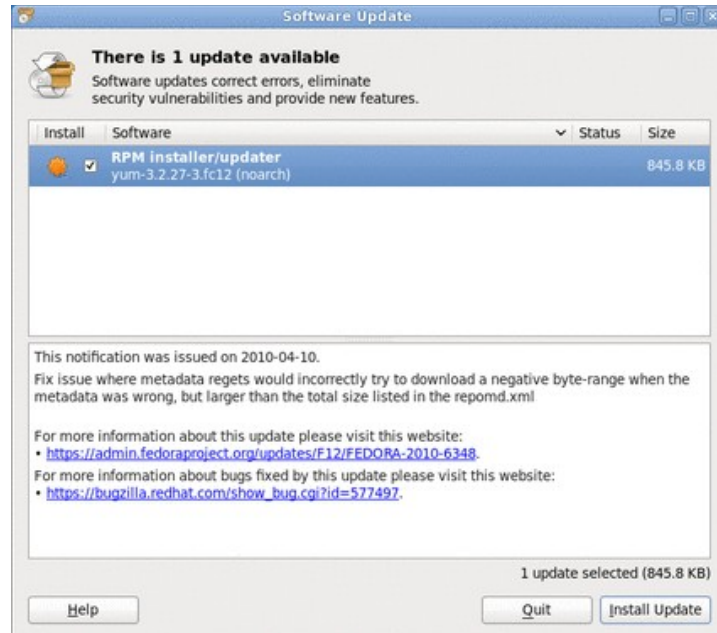 Software Update
There is 1 update available
Software updates correct errors, eliminate
security vulnerabilities and provide new features.
Install Software Status Size
RPM installer/updater
yum-3.2.27-3.fc12 (noarch) 845.8 KB
This notification was issued on 2010-04-10.
Fix issue where metadata regets would incorrectly try to download a negative byte-range when the
metadata was wrong, but larger than the total size listed in the repomd.xml
For more information about this update please visit this website:
• https://admin.fedoraproject.org/updates/F12/FEDORA-2010-6348.
For more information about bugs fixed by this update please visit this website:
• https://bugzilla.redhat.com/show_bug.cgi?id=577497.
1 update selected (845.8 KB)
Help Quit Install Update